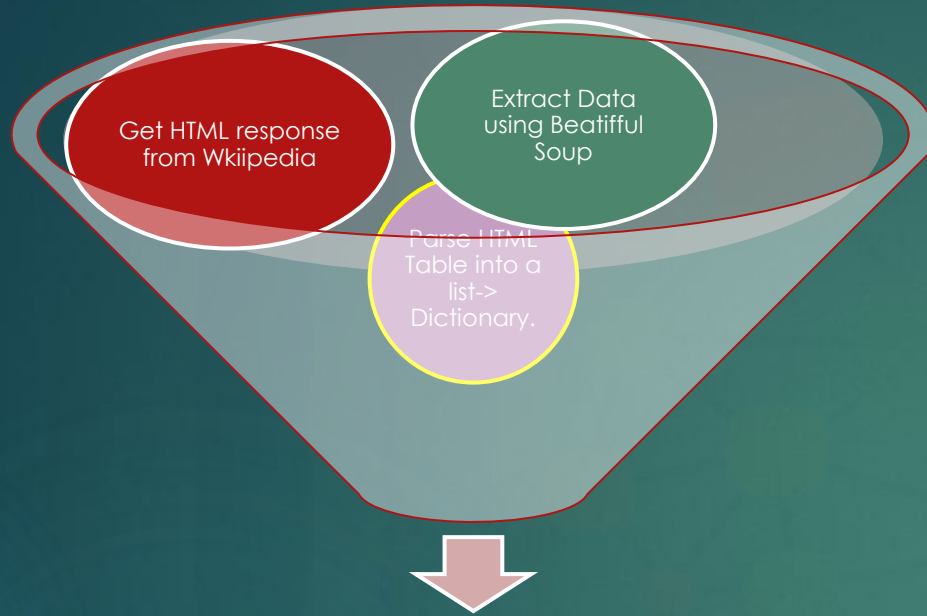 Get HTML response
from Wkiipedia
Extract Data
using Beatifful
Soup
Parse HTML
Table into a
list->
Dictionary.